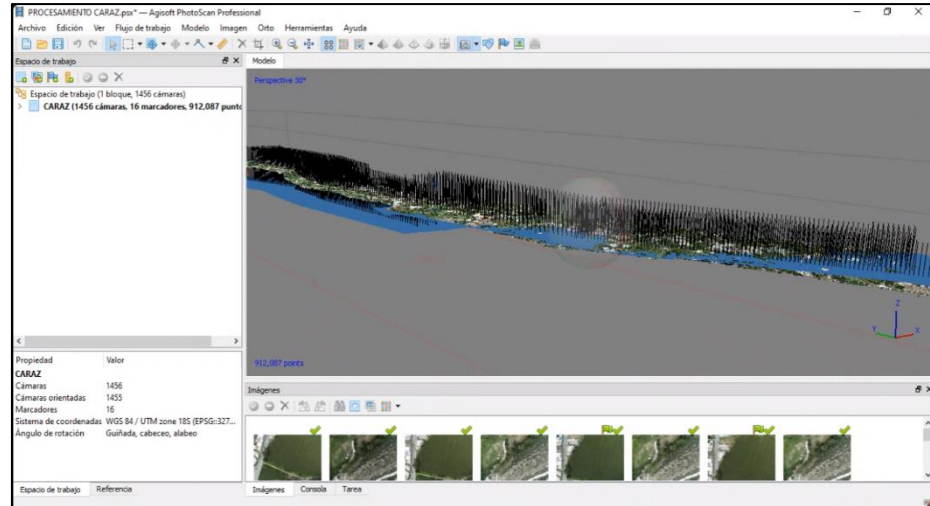 PROCESAMIENTO CARAZ.psx* — Agisoft PhotoScan Professional
Archivo Edición Ver Flujo de trabajo Modelo Imagen Orto Herramientas Ayuda
Espacio de trabajo
Espacio de trabajo (1 bloque, 1456 cámaras)
CARAZ (1456 cámaras, 16 marcadores, 912,087 punto
Propiedad Valor
CARAZ
Cámaras 1456
Cámaras orientadas 1455
Marcadores 16
Sistema de coordenadas WGS 84 / UTM zone 18S (EPSG::327...
Ángulo de rotación Guiñada, cabeceo, alabeo
Espacio de trabajo Referencia
Modelo
Perspective 30°
Z
Y
X
912,087 points
Imágenes
Imágenes Consola Tarea